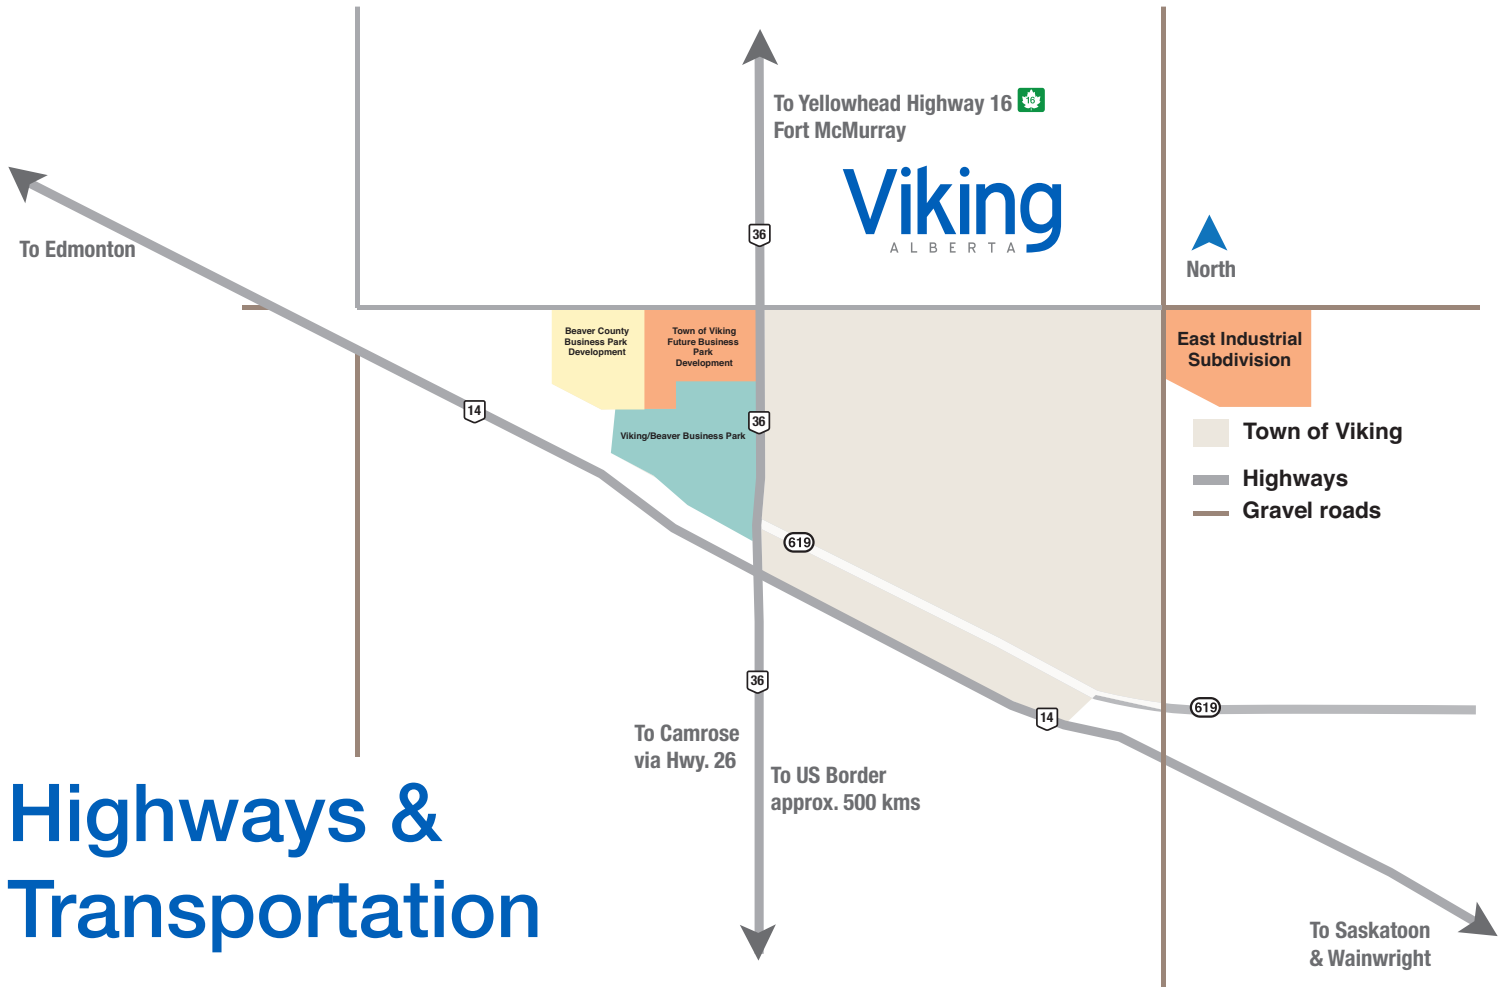 To Yellowhead Highway 16
16
Fort McMurray
Viking
ALBERTA
To Edmonton
36
North
Beaver County
Business Park
Development
Town of Viking
Future Business
Park
Development
East Industrial
Subdivision
14
36
Viking/Beaver Business Park
Town of Viking
Highways
Gravel roads
619
36
14
619
To Camrose
via Hwy. 26
To US Border
approx. 500 kms
Highways &
Transportation
To Saskatoon
& Wainwright